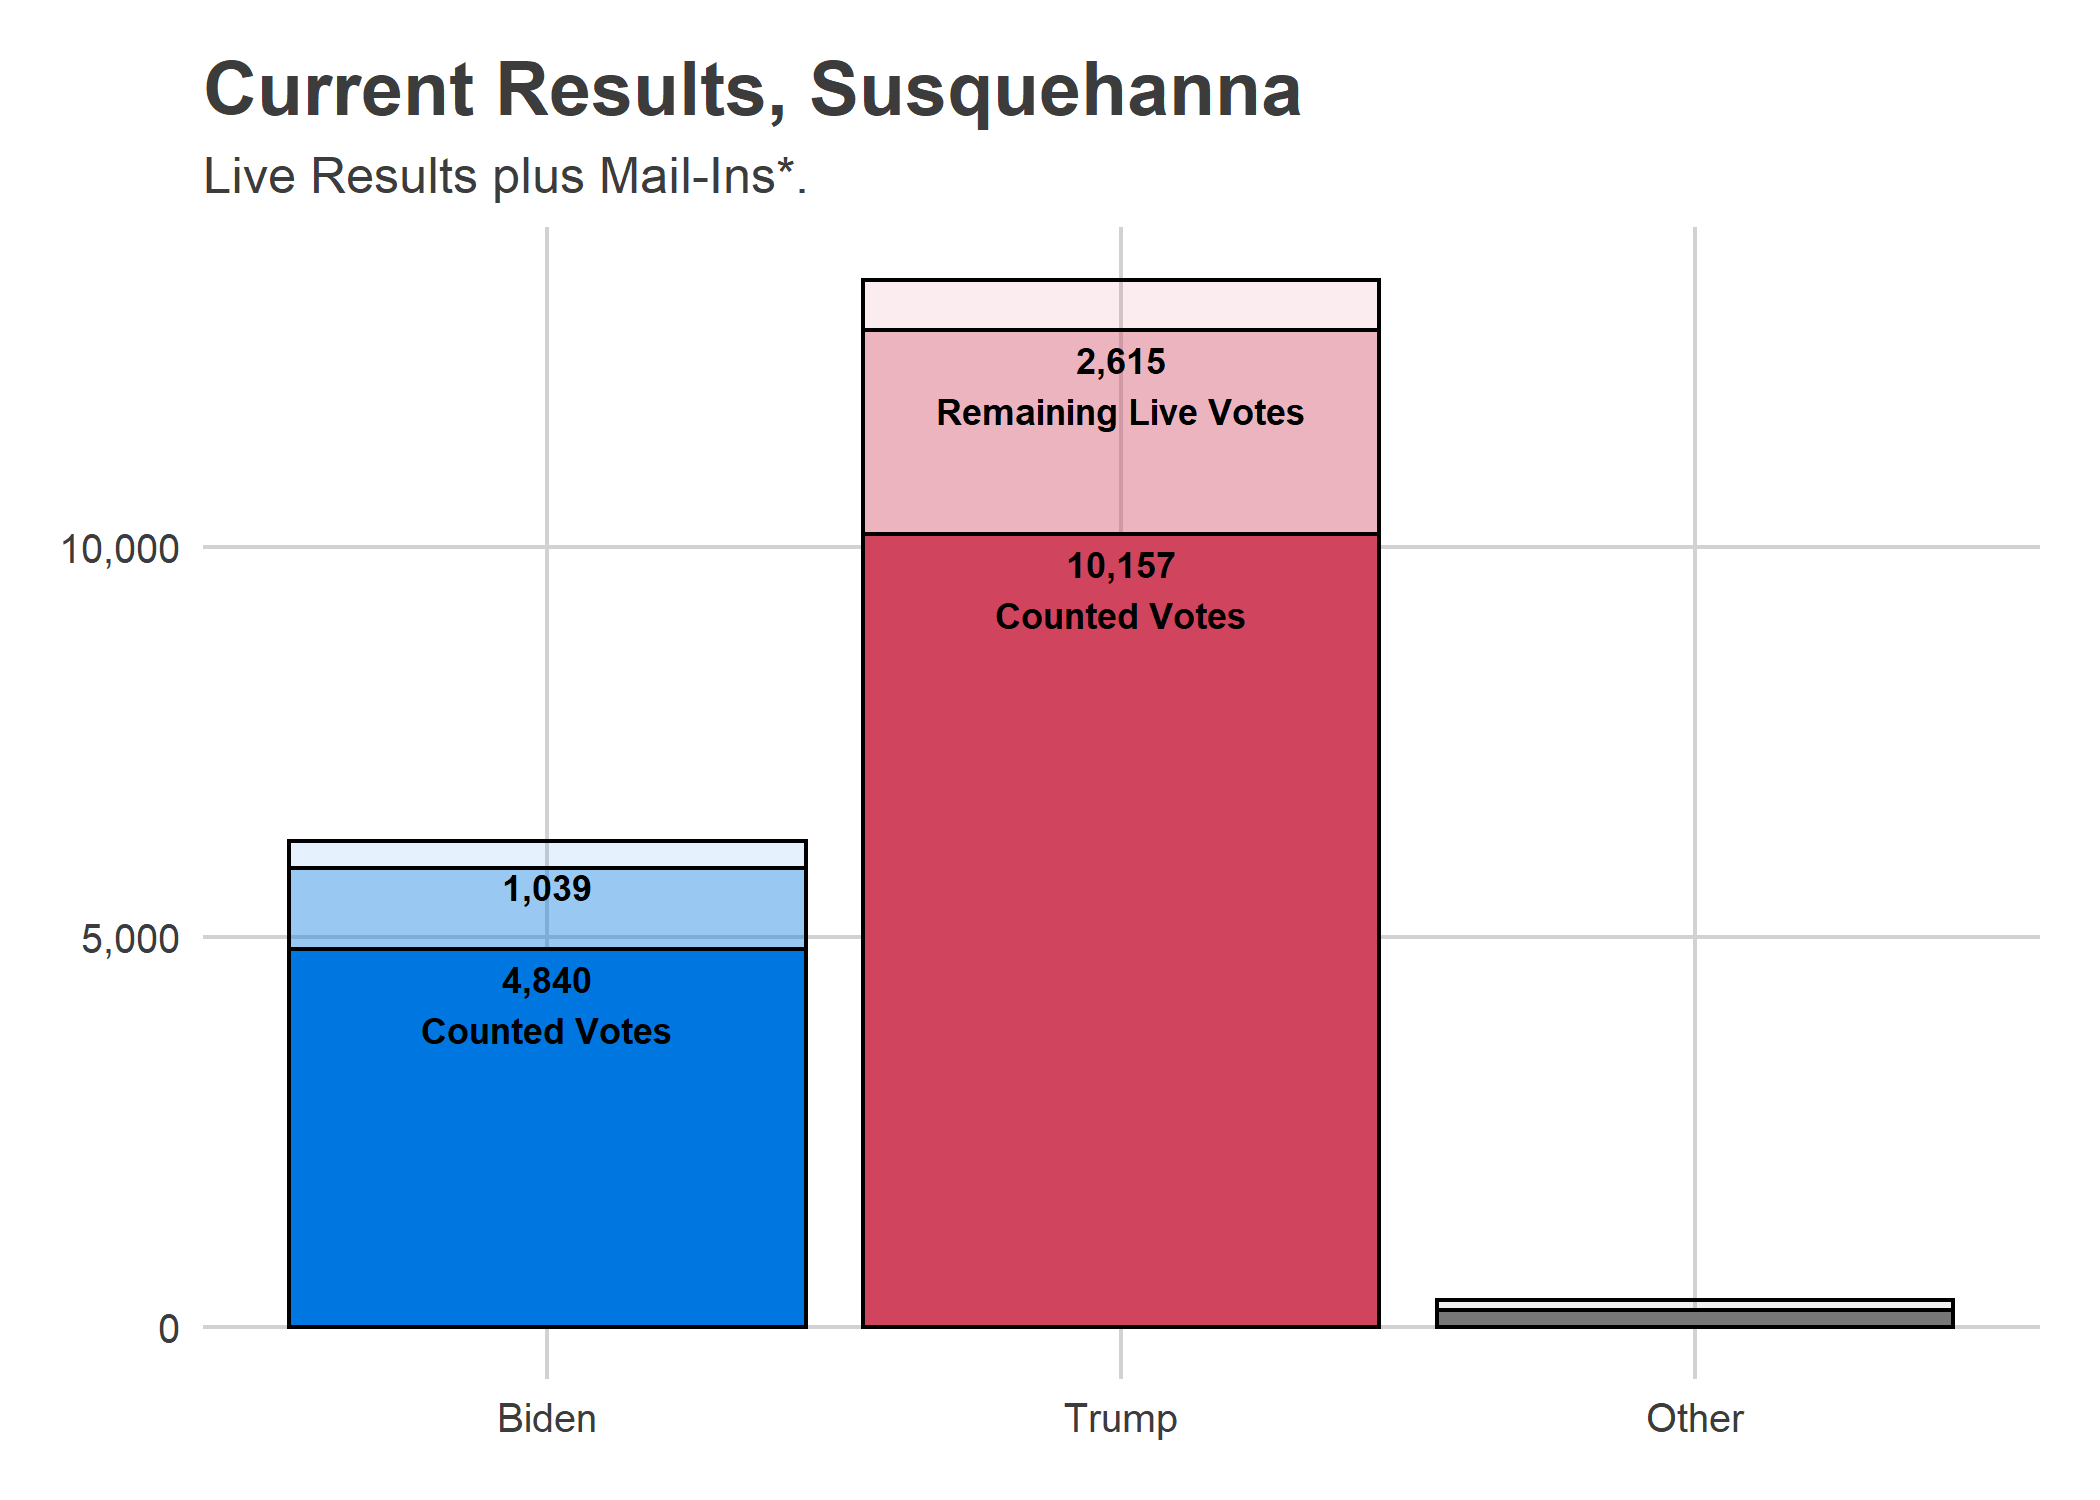 Current Results, Susquehanna
Live Results plus Mail-Ins*.
2,615
Remaining Live Votes
10,000
10,157
Counted Votes
1,039
5,000
4,840
Counted Votes
0
Biden
Trump
Other